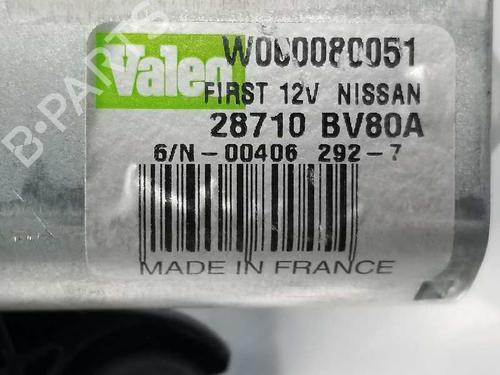 Valeo
W000080051
FIRST 12V NISSAN
28710 BV80A
6/N-00406 292-7
MADE IN FRANCE
B-PARTS